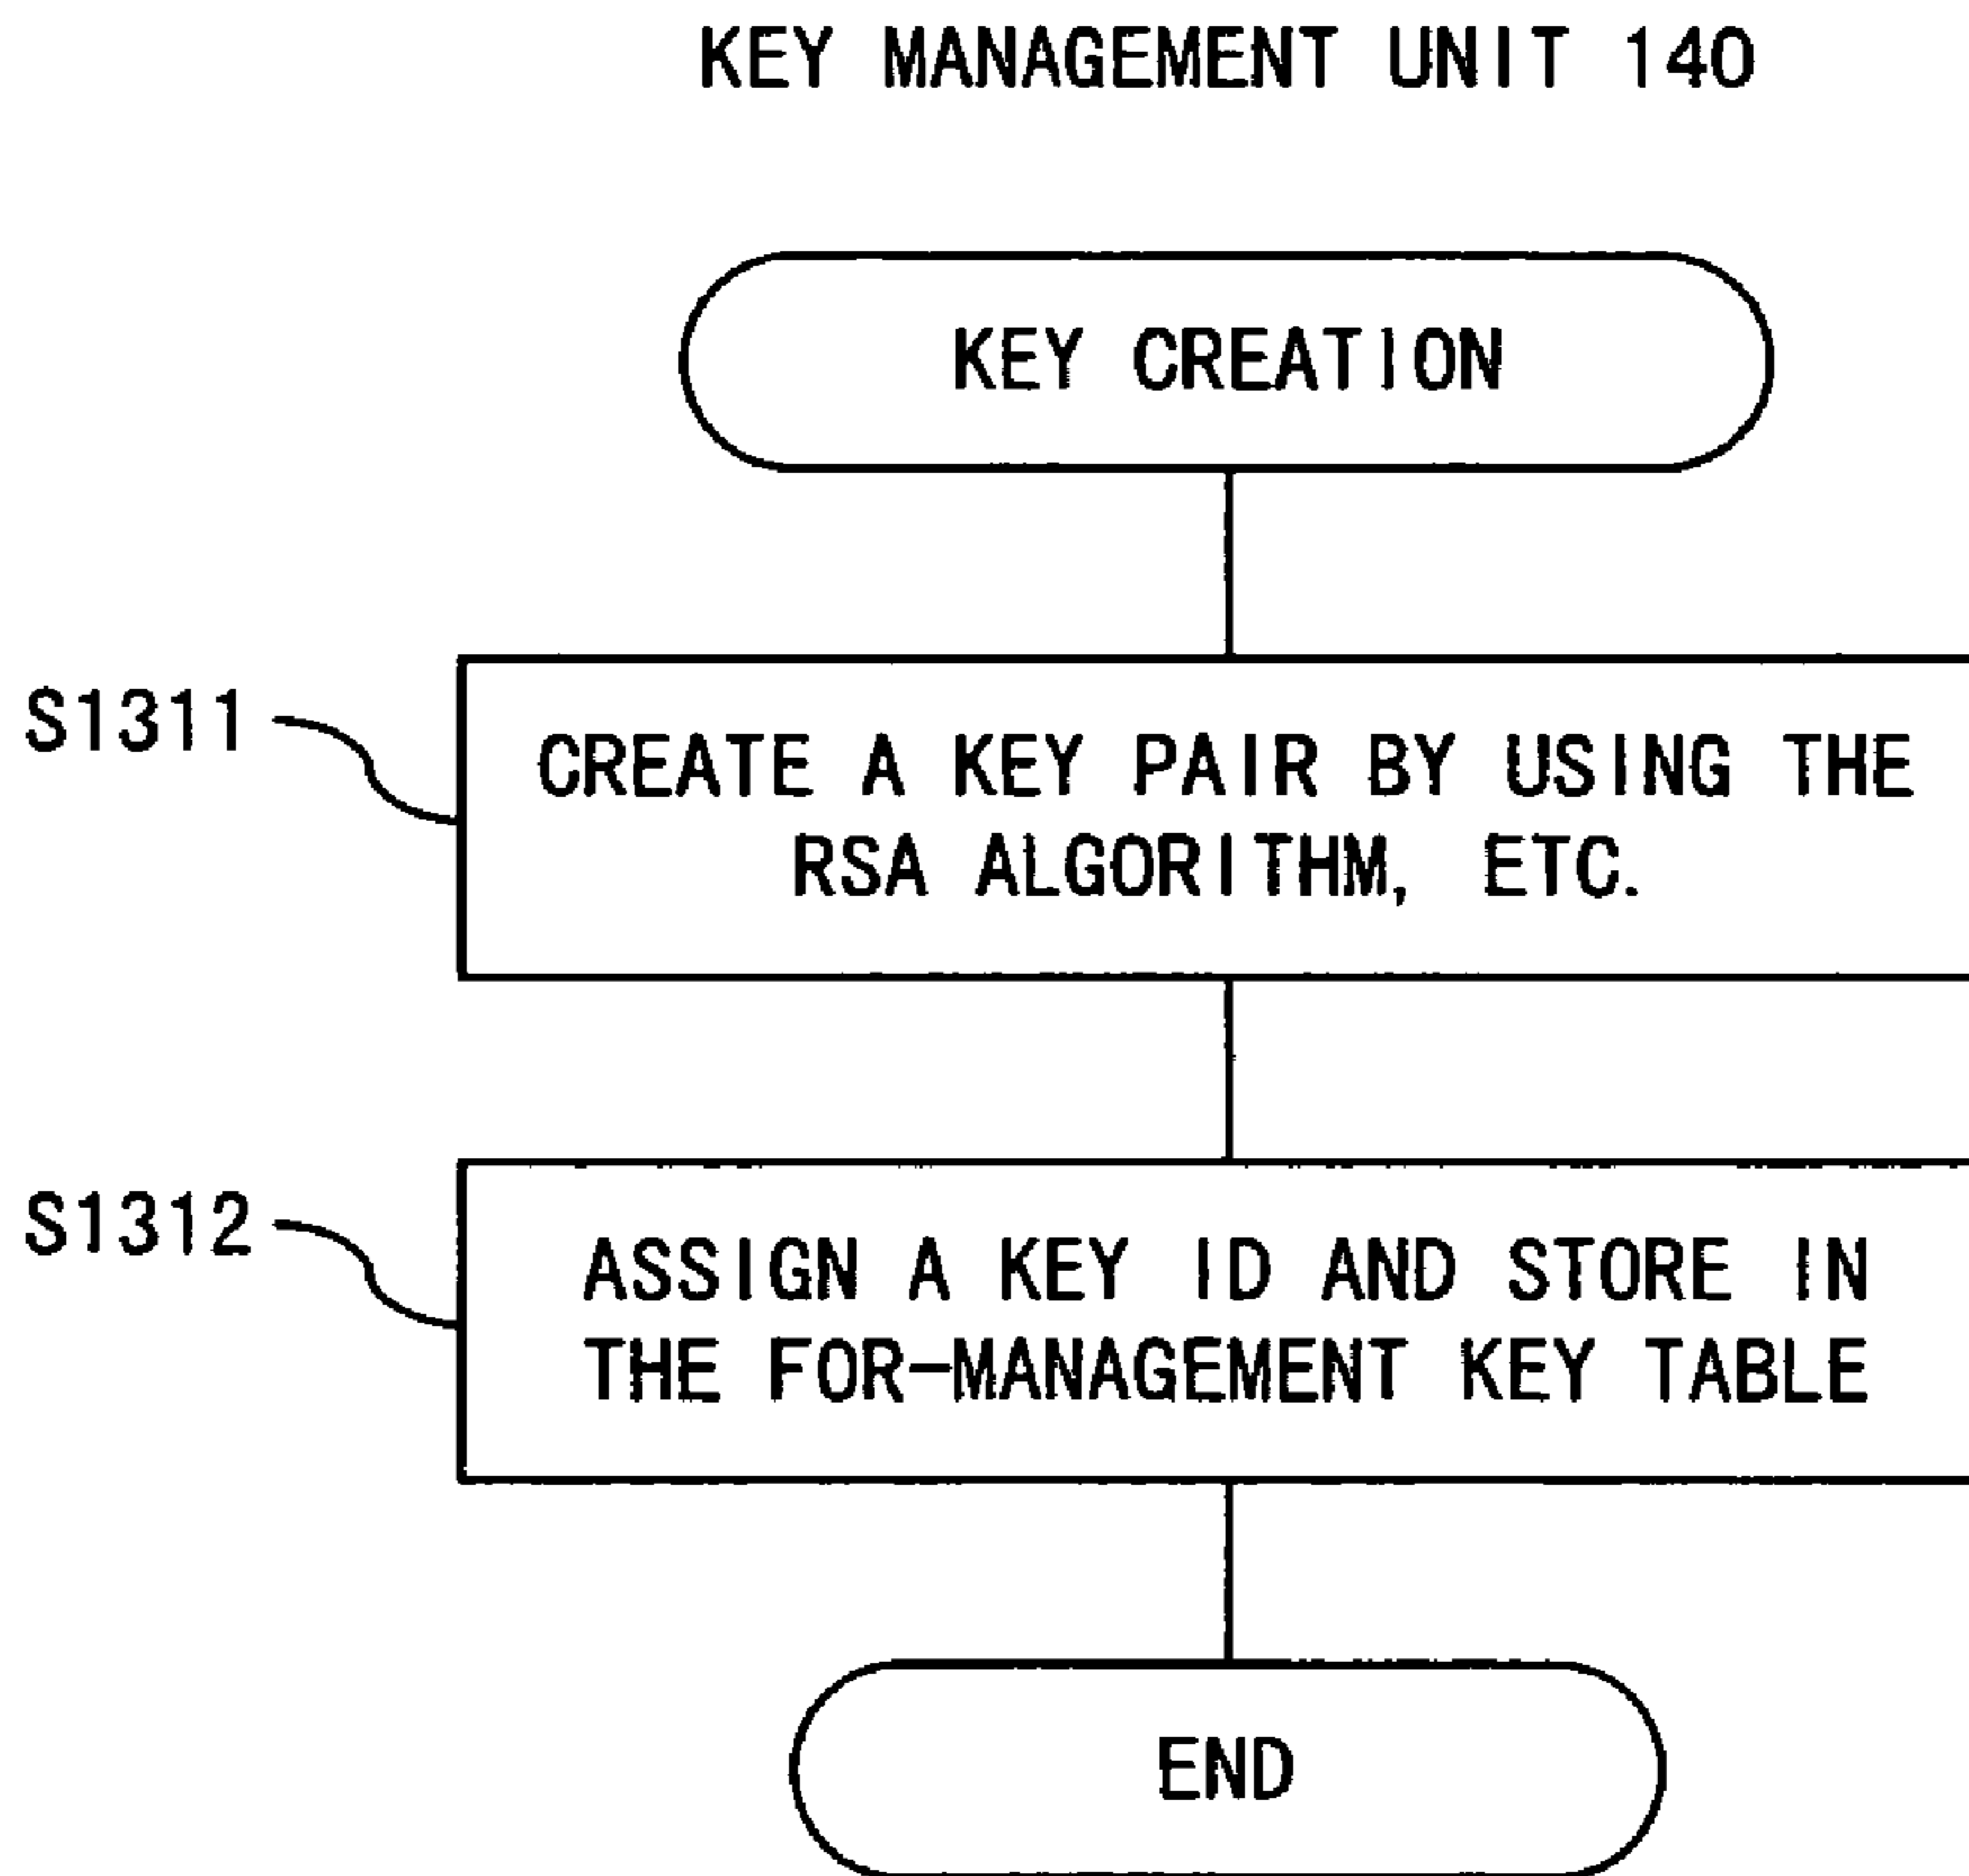 KEY MANAGEMENT UNIT 140
KEY CREATION
S1311
CREATE A KEY PAIR BY USING THE
RSA ALGORITHM, ETC.
S1312
ASSIGN A KEY ID AND STORE IN
THE FOR-MANAGEMENT KEY TABLE
END